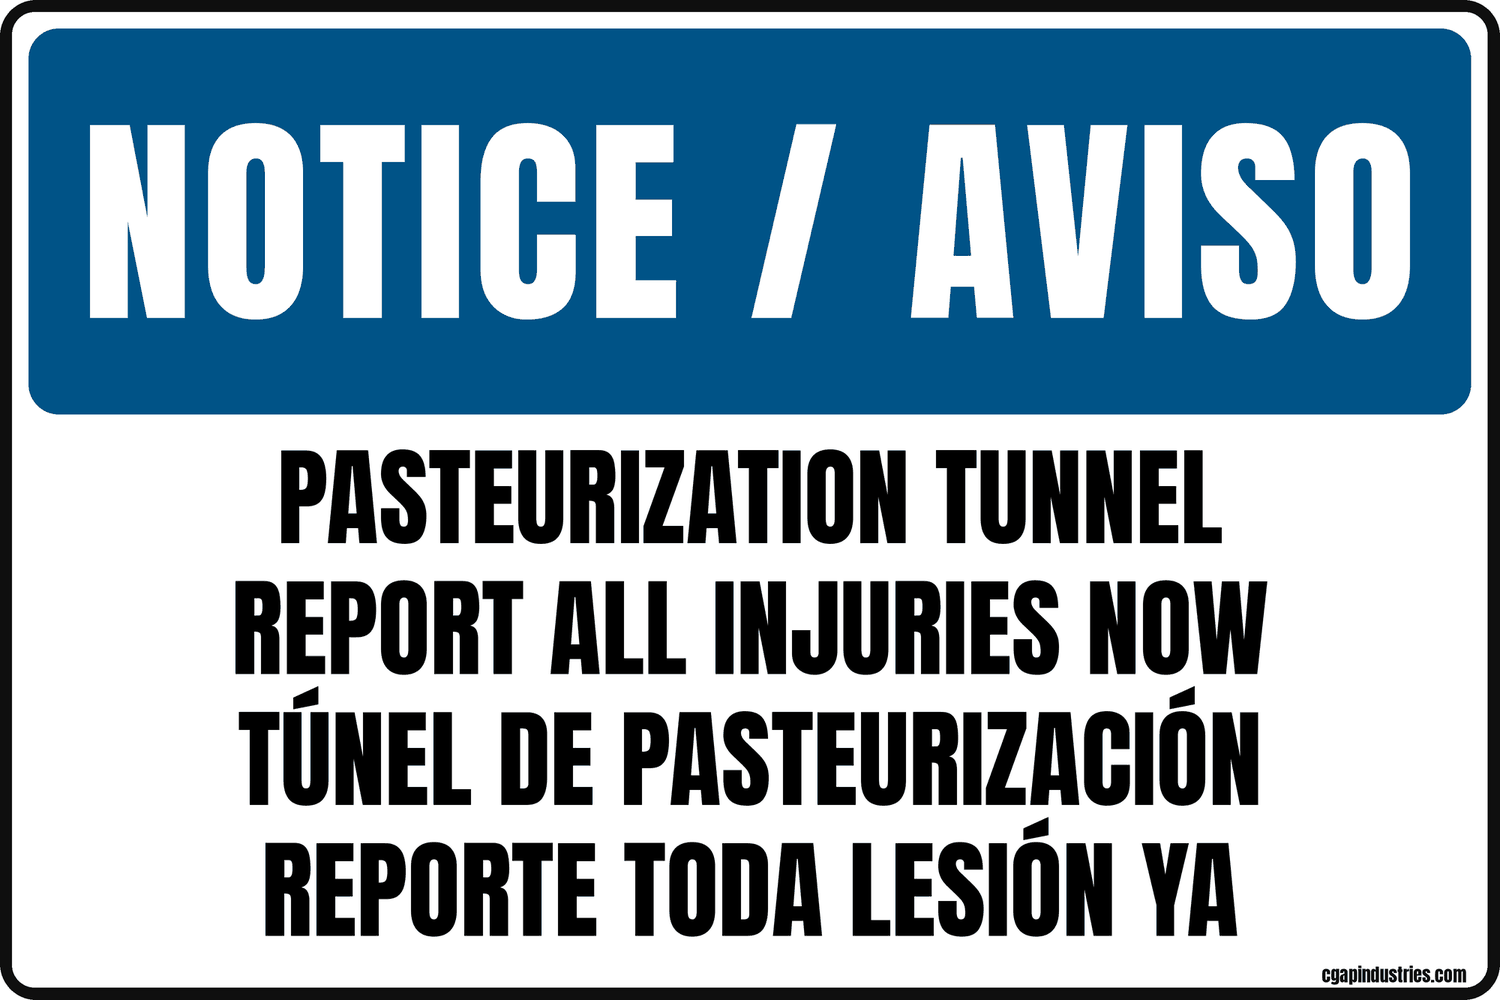 NOTICE / AVISO
PASTEURIZATION TUNNEL
REPORT ALL INJURIES NOW
TÚNEL DE PASTEURIZACIÓN
REPORTE TODA LESIÓN YA
cgapindustries.com